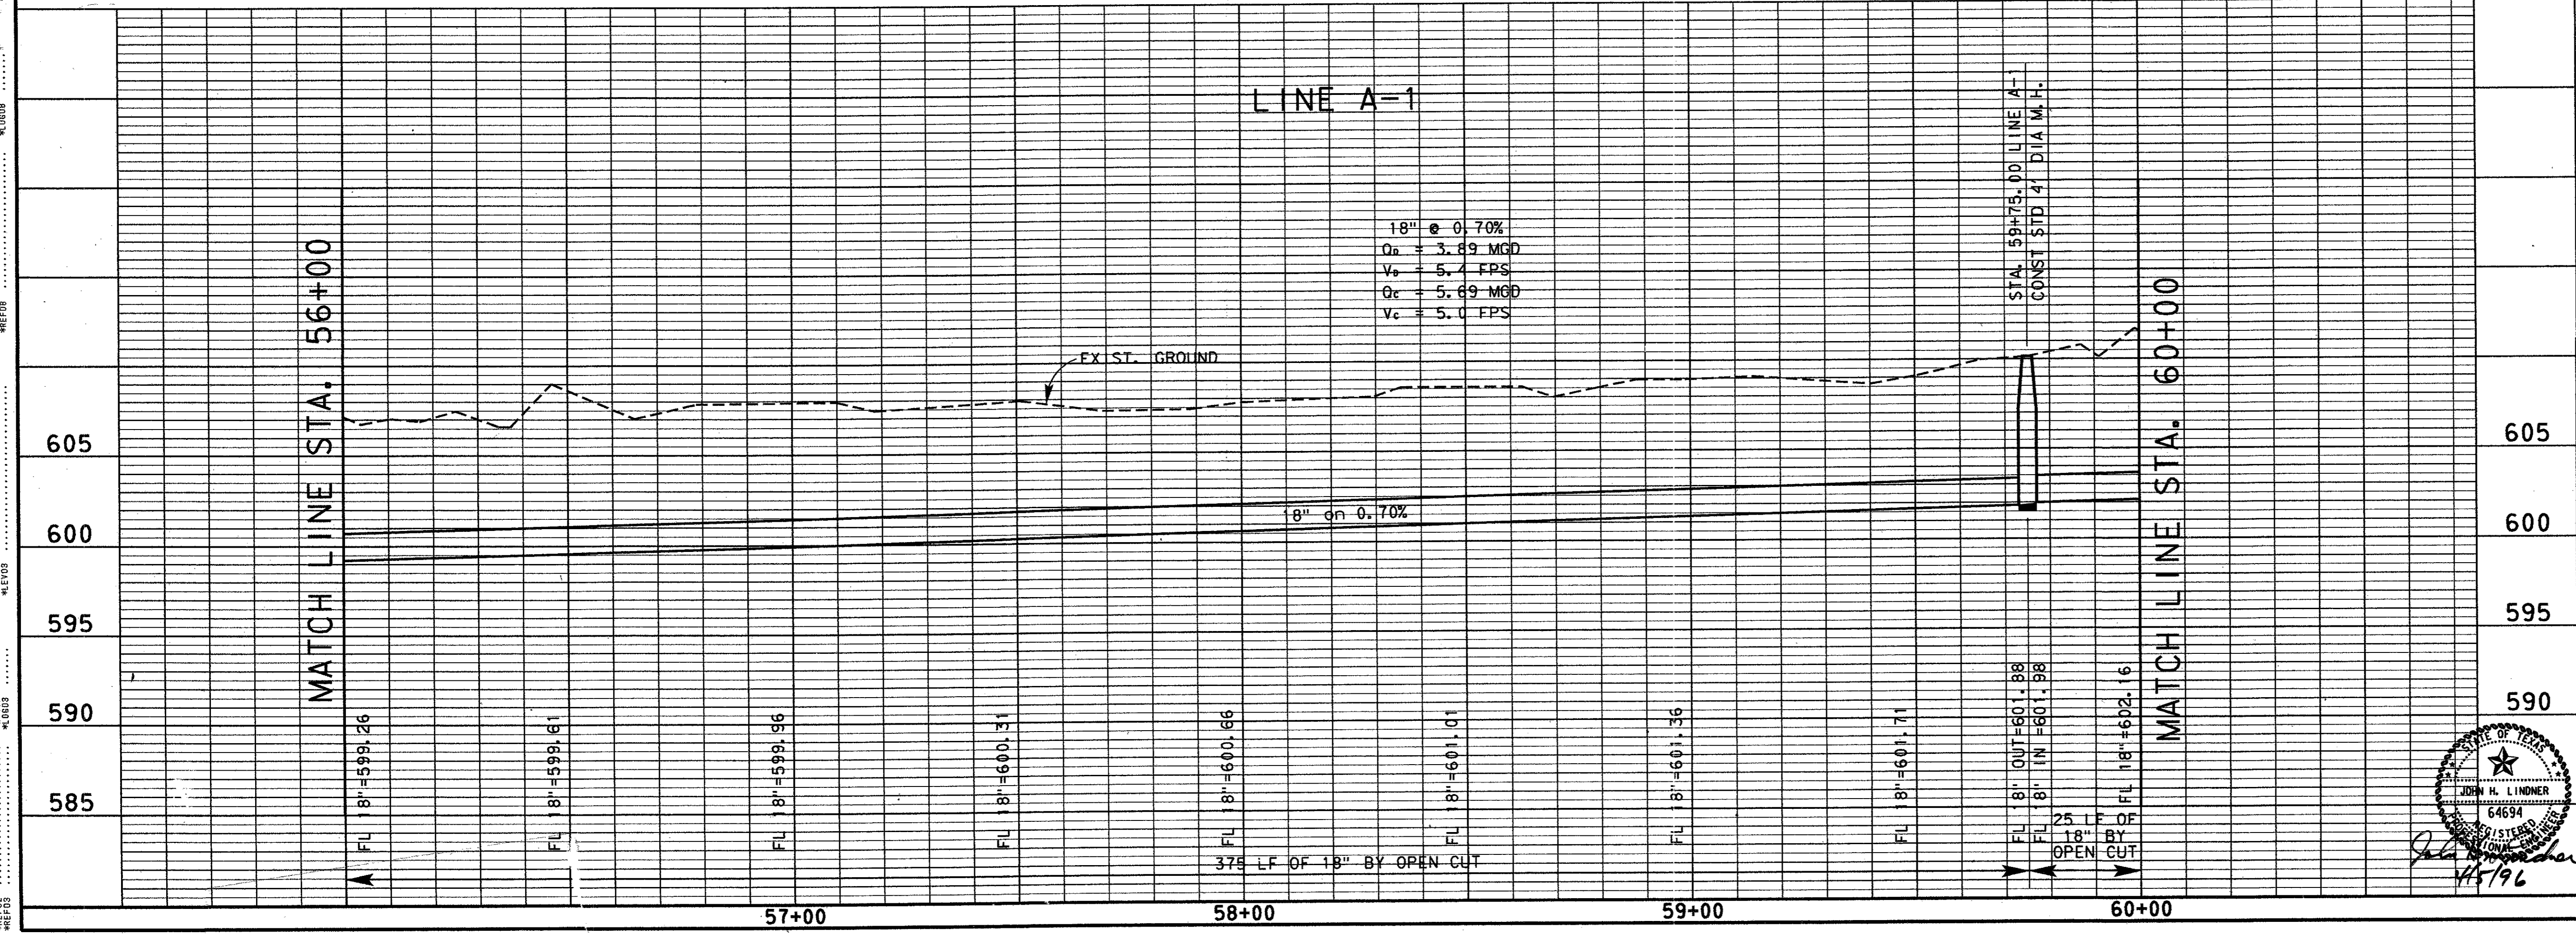 LINE A-1
18" @ 0.70%
QD = 3.89 MGD
VD = 5.4 FPS
QC = 5.69 MGD
VC = 5.0 FPS
STA. 59+75.00 LINE A-1
CONST STD 4' DIA M.H.
MATCH LINE STA. 56+00
EXIST. GROUND
MATCH LINE STA. 60+00
18" on 0.70%
605
600
595
590
585
605
600
595
590
FL 18"=599.26
FL 18"=599.61
FL 18"=599.96
FL 18"=600.31
FL 18"=600.66
FL 18"=601.01
FL 18"=601.36
FL 18"=601.71
FL 18" OUT=601.88
FL 18" IN =601.98
FL 18"=602.16
375 LF OF 18" BY OPEN CUT
25 LF OF
18" BY
OPEN CUT
57+00
58+00
59+00
60+00
STATE OF TEXAS
JOHN H. LINDNER
64694
REGISTERED
PROFESSIONAL ENGINEER
4/5/96
*LOG08
*REF08
*LEV03
*LOG03
*REF03